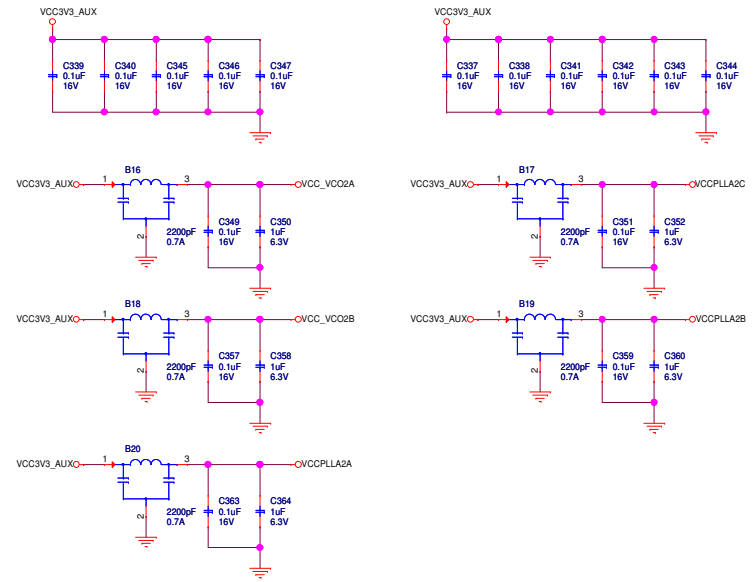 VCC3V3_AUX
C339
0.1uF
16V
C340
0.1uF
16V
C345
0.1uF
16V
C346
0.1uF
16V
C347
0.1uF
16V
VCC3V3_AUX
C337
0.1uF
16V
C338
0.1uF
16V
C341
0.1uF
16V
C342
0.1uF
16V
C343
0.1uF
16V
C344
0.1uF
16V
B16
VCC3V3_AUX
1
3
VCC_VCO2A
2
2200pF
0.7A
C349
0.1uF
16V
C350
1uF
6.3V
B17
VCC3V3_AUX
1
3
VCCPLLA2C
2
2200pF
0.7A
C351
0.1uF
16V
C352
1uF
6.3V
B18
VCC3V3_AUX
1
3
VCC_VCO2B
2
2200pF
0.7A
C357
0.1uF
16V
C358
1uF
6.3V
B19
VCC3V3_AUX
1
3
VCCPLLA2B
2
2200pF
0.7A
C359
0.1uF
16V
C360
1uF
6.3V
B20
VCC3V3_AUX
1
3
VCCPLLA2A
2
2200pF
0.7A
C363
0.1uF
16V
C364
1uF
6.3V